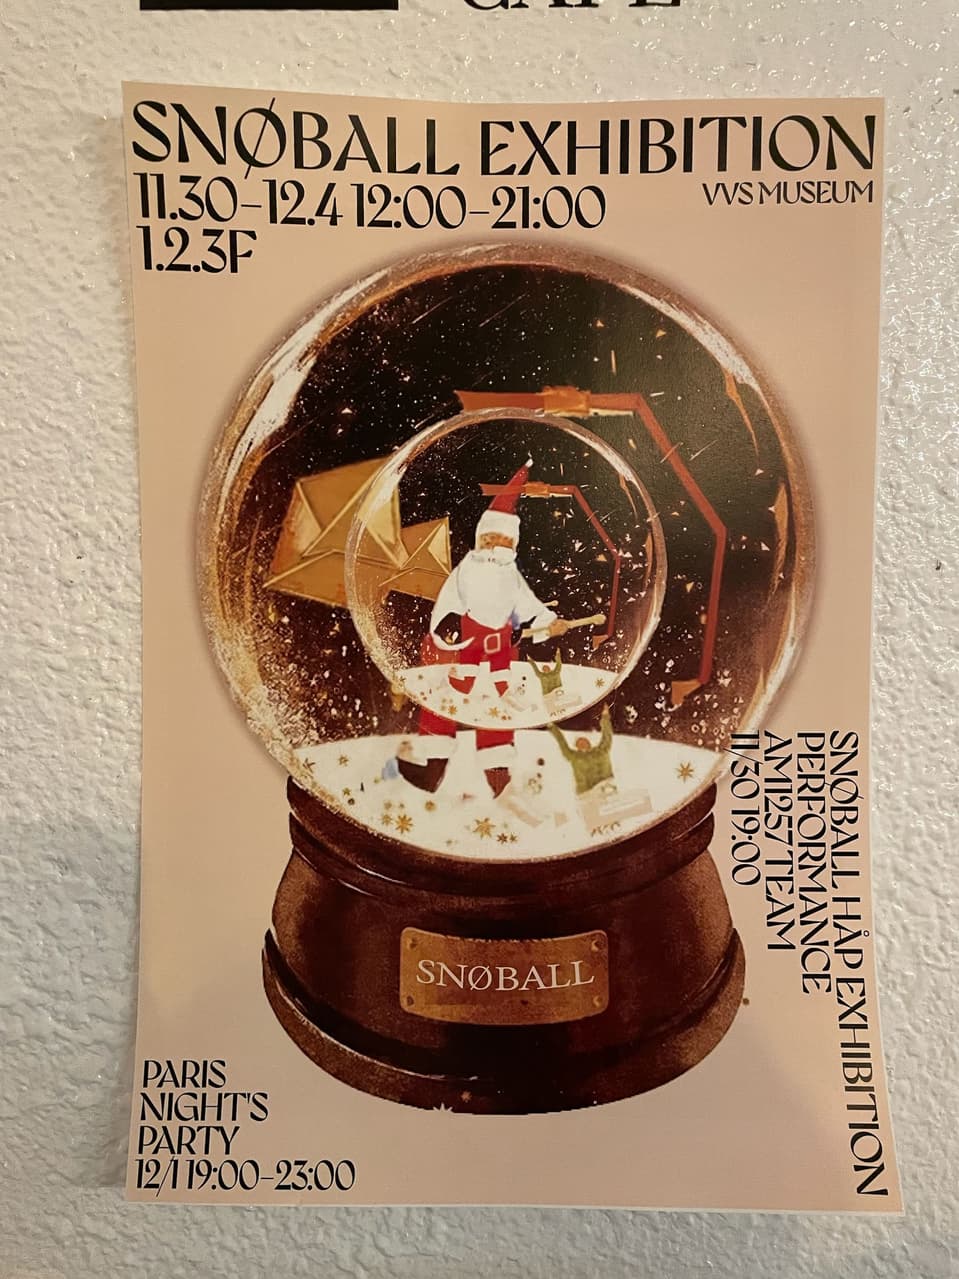 SNØBALL EXHIBITION
11.30-12.4 12:00-21:00
VVS MUSEUM
1.2.3F
SNØBALL HÅP EXHIBITION
PERFORMANCE
AM1257 TEAM
11/30 19:00
SNØBALL
PARIS
NIGHT'S
PARTY
12/1 19:00-23:00